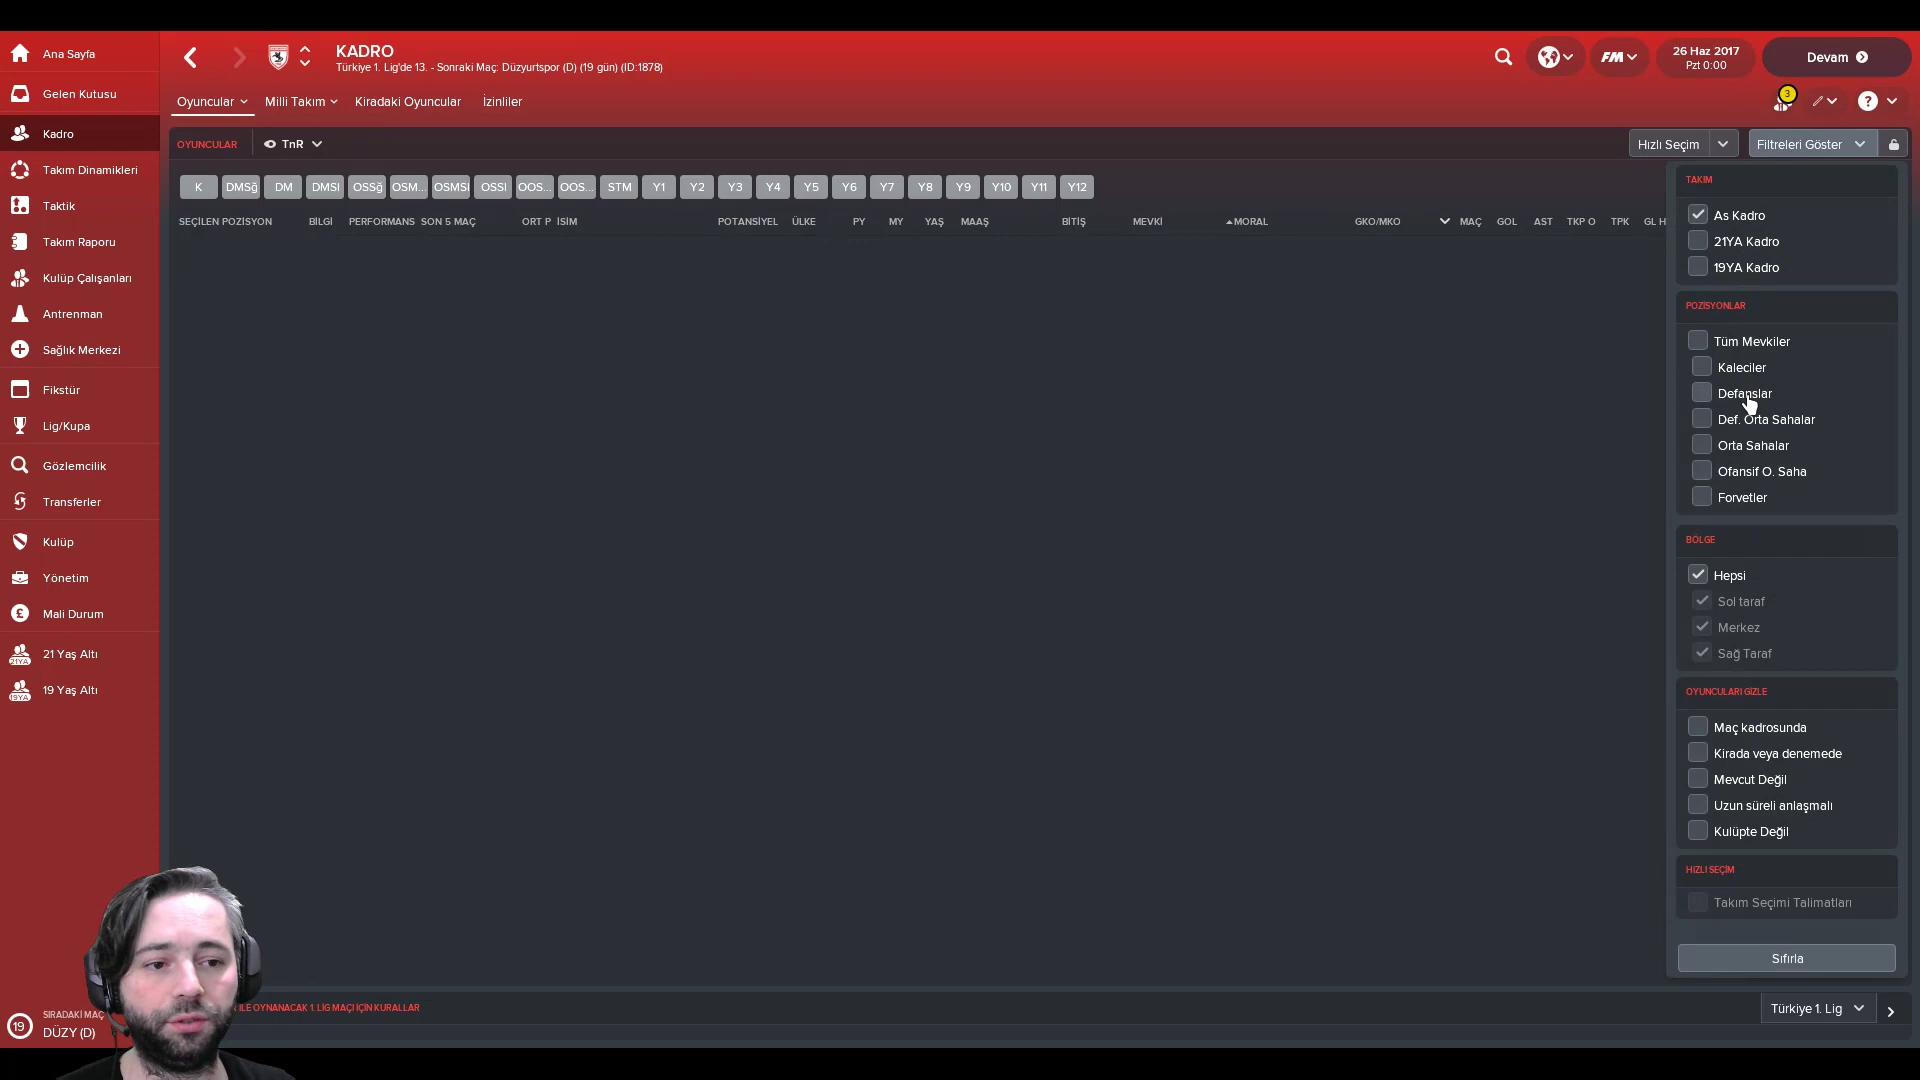 Ana Sayfa
Gelen Kutusu
Kadro
Takım Dinamikleri
Taktik
Takım Raporu
Kulüp Çalışanları
Antrenman
Sağlık Merkezi
Fikstür
Lig/Kupa
Gözlemcilik
Transferler
Kulüp
Yönetim
Mali Durum
21YA
21 Yaş Altı
19YA
19 Yaş Altı
19
SIRADAKİ MAÇ
DÜZY (D)
KADRO
Türkiye 1. Lig'de 13. - Sonraki Maç: Düzyurtspor (D) (19 gün) (ID:1878)
FM
26 Haz 2017
Pzt 0:00
Devam
Oyuncular
Milli Takım
Kiradaki Oyuncular
İzinliler
3
?
OYUNCULAR
TnR
Hızlı Seçim
Filtreleri Göster
K DMSğ DM DMSl OSSğ OSM... OSMSl OSSl OOS... OOS... STM Y1 Y2 Y3 Y4 Y5 Y6 Y7 Y8 Y9 Y10 Y11 Y12
SEÇİLEN POZİSYON BİLGİ PERFORMANS SON 5 MAÇ ORT P İSİM POTANSİYEL ÜLKE PY MY YAŞ MAAŞ BİTİŞ MEVKİ MORAL GKO/MKO MAÇ GOL AST TKP O TPK GL H
TAKIM
As Kadro
21YA Kadro
19YA Kadro
POZİSYONLAR
Tüm Mevkiler
Kaleciler
Defanslar
Def. Orta Sahalar
Orta Sahalar
Ofansif O. Saha
Forvetler
BÖLGE
Hepsi
Sol taraf
Merkez
Sağ Taraf
OYUNCULARI GİZLE
Maç kadrosunda
Kirada veya denemede
Mevcut Değil
Uzun süreli anlaşmalı
Kulüpte Değil
HIZLI SEÇİM
Takım Seçimi Talimatları
Sıfırla
İLE OYNANACAK 1. LİG MAÇI İÇİN KURALLAR
Türkiye 1. Lig